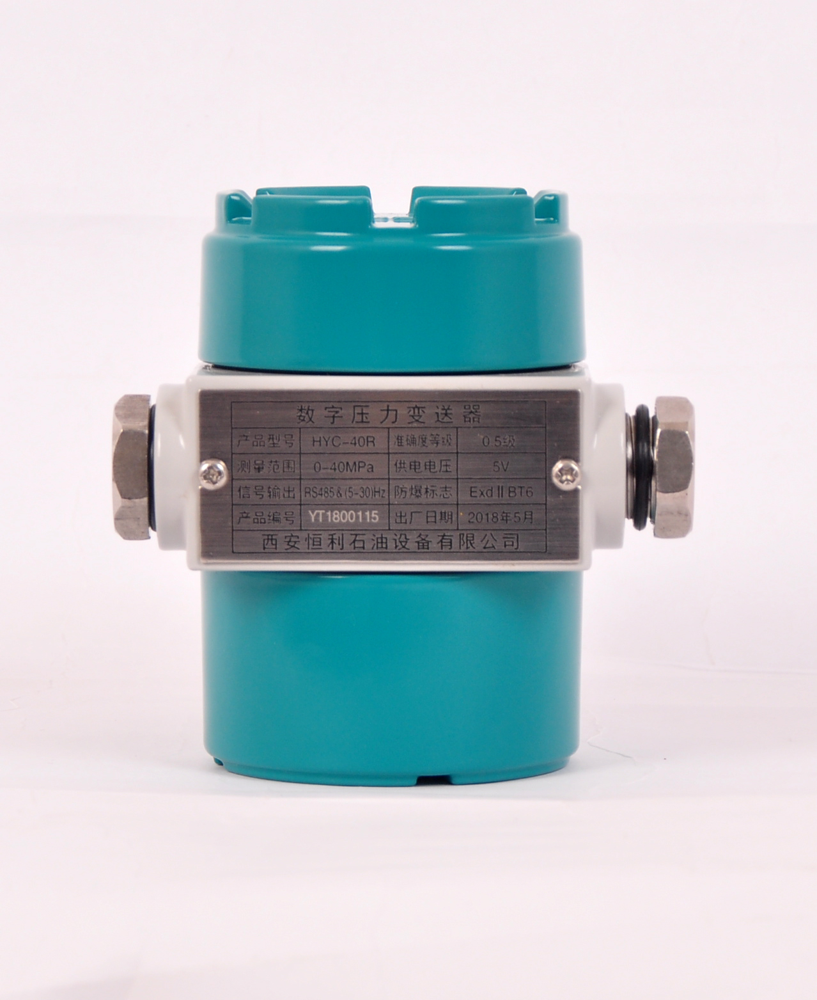 数字压力变送器
产品型号 HYC-40R 准确度等级 0.5级
测量范围 0-40MPa 供电电压 5V
信号输出 RS485&(5-30)Hz 防爆标志 ExdⅡBT6
产品编号 YT1800115 出厂日期 2018年5月
西安恒利石油设备有限公司